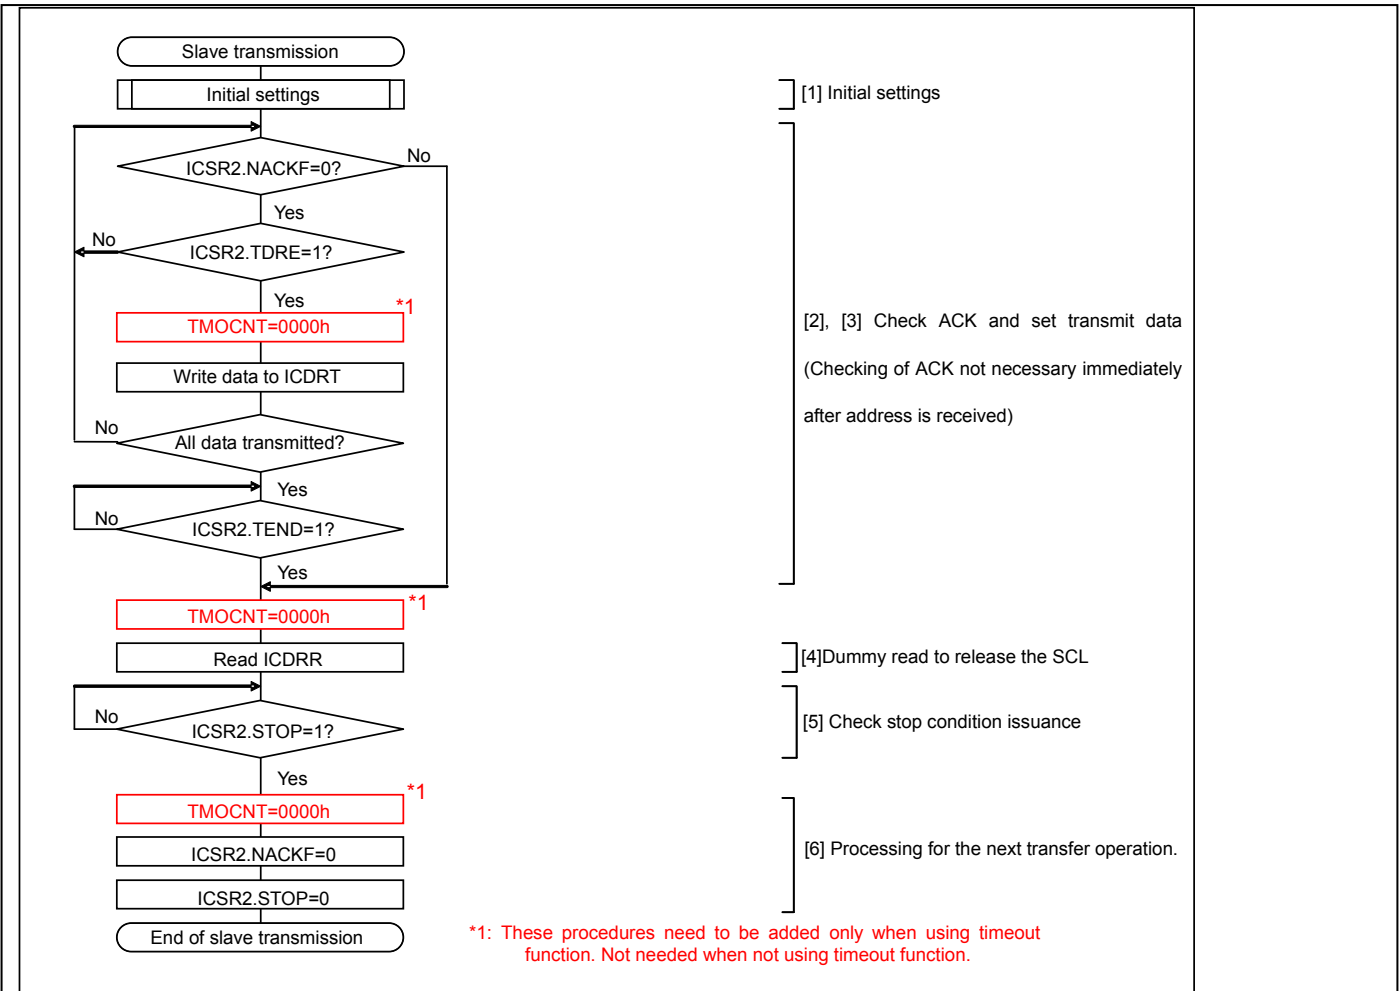 Slave transmission
Initial settings
[1] Initial settings
ICSR2.NACKF=0?
No
Yes
No
ICSR2.TDRE=1?
Yes
*1
TMOCNT=0000h
[2], [3] Check ACK and set transmit data
(Checking of ACK not necessary immediately
after address is received)
Write data to ICDRT
No
All data transmitted?
Yes
No
ICSR2.TEND=1?
Yes
*1
TMOCNT=0000h
Read ICDRR
[4]Dummy read to release the SCL
No
ICSR2.STOP=1?
[5] Check stop condition issuance
Yes
*1
TMOCNT=0000h
ICSR2.NACKF=0
[6] Processing for the next transfer operation.
ICSR2.STOP=0
End of slave transmission
*1: These procedures need to be added only when using timeout
function. Not needed when not using timeout function.